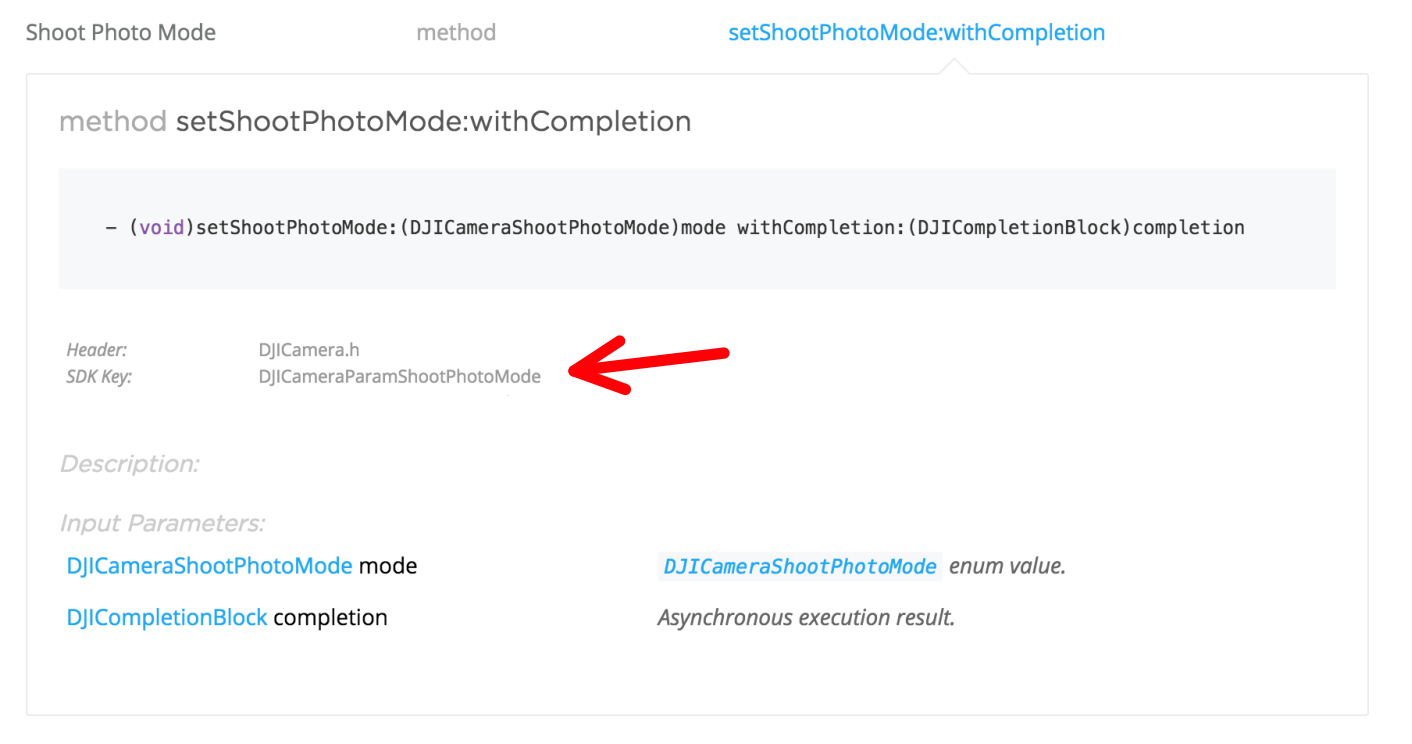 Shoot Photo Mode method setShootPhotoMode:withCompletion
method setShootPhotoMode:withCompletion
- (void)setShootPhotoMode:(DJICameraShootPhotoMode)mode withCompletion:(DJICompletionBlock)completion
Header: DJICamera.h
SDK Key: DJICameraParamShootPhotoMode
Description:
Input Parameters:
DJICameraShootPhotoMode mode DJICameraShootPhotoMode enum value.
DJICompletionBlock completion Asynchronous execution result.